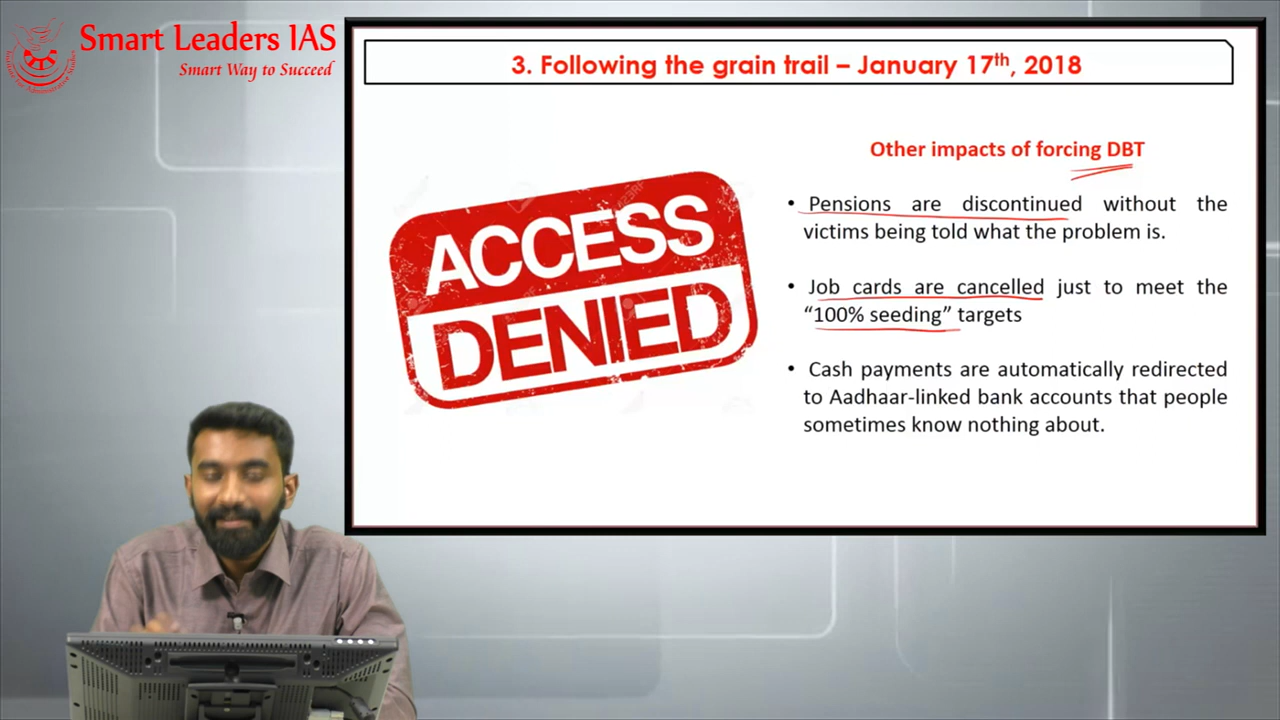 Smart Leaders IAS
Smart Way to Succeed
3. Following the grain trail – January 17th, 2018
ACCESS
DENIED
Other impacts of forcing DBT
• Pensions are discontinued without the
victims being told what the problem is.
• Job cards are cancelled just to meet the
“100% seeding” targets
• Cash payments are automatically redirected
to Aadhaar-linked bank accounts that people
sometimes know nothing about.